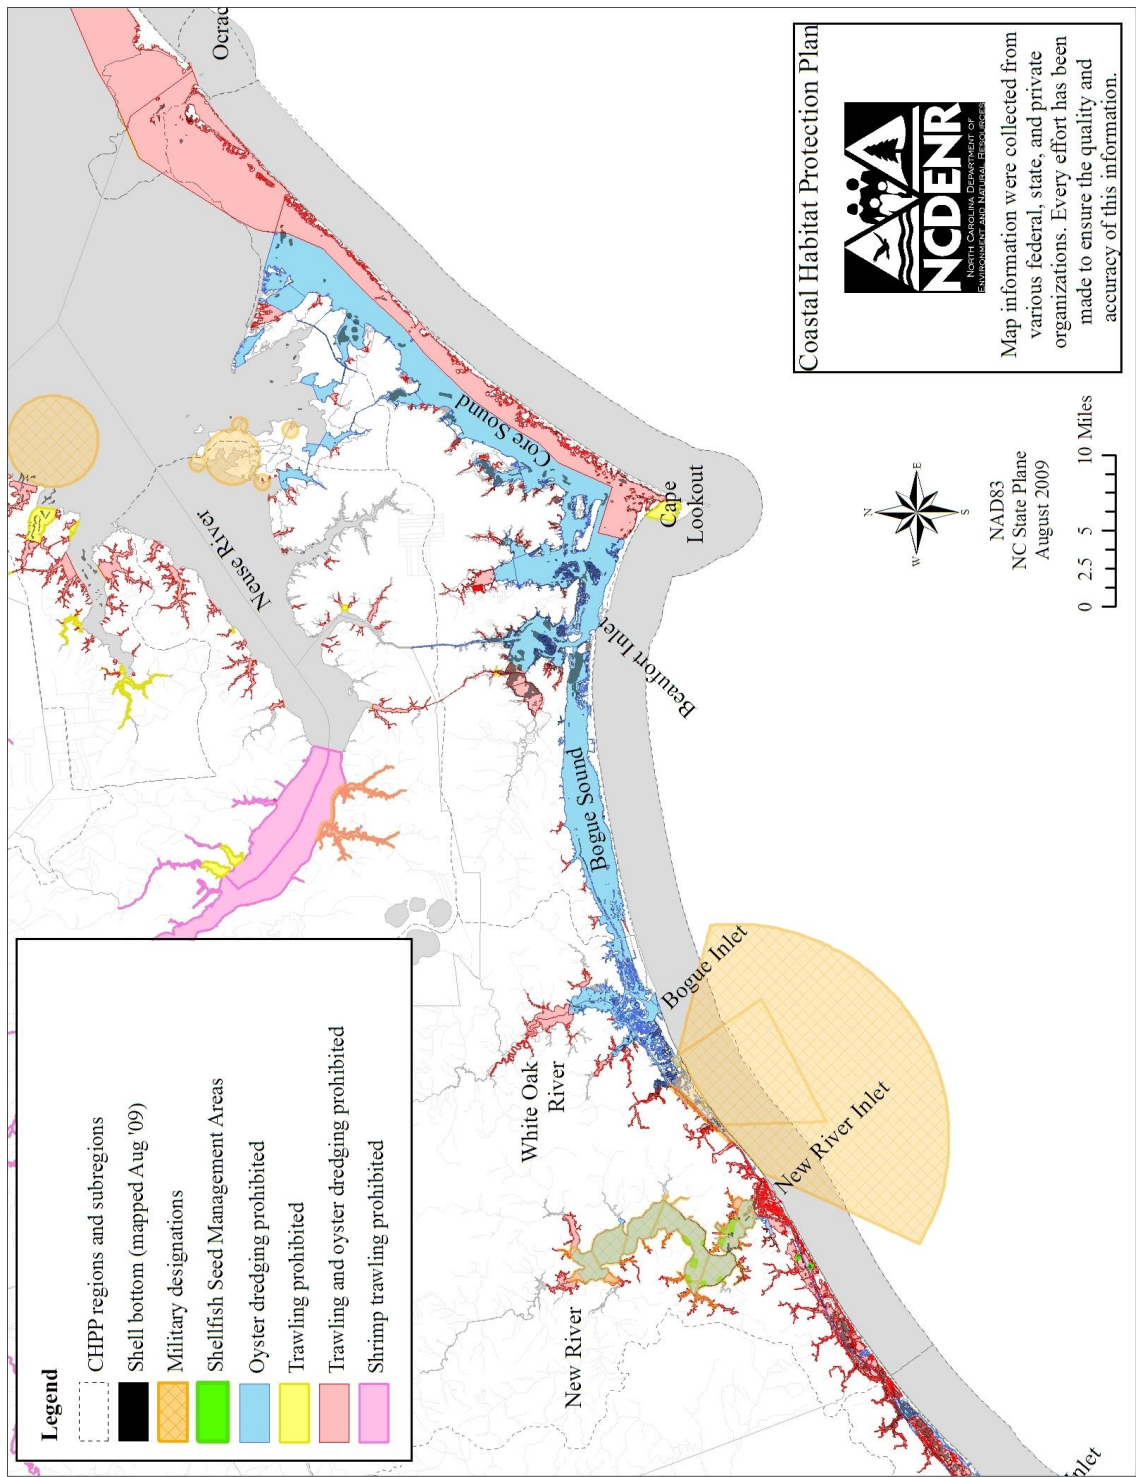 Ocrac
Neuse River
Core Sound
Cape
Lookout
Beaufort Inlet
Bogue Sound
Bogue Inlet
White Oak
River
New River Inlet
New River
nlet
Legend
CHPP regions and subregions
Shell bottom (mapped Aug '09)
Military designations
Shellfish Seed Management Areas
Oyster dredging prohibited
Trawling prohibited
Trawling and oyster dredging prohibited
Shrimp trawling prohibited
N
W
E
S
NAD83
NC State Plane
August 2009
0 2.5 5 10 Miles
Coastal Habitat Protection Plan
NCDENR
NORTH CAROLINA DEPARTMENT OF
ENVIRONMENT AND NATURAL RESOURCES
Map information were collected from
various federal, state, and private
organizations. Every effort has been
made to ensure the quality and
accuracy of this information.